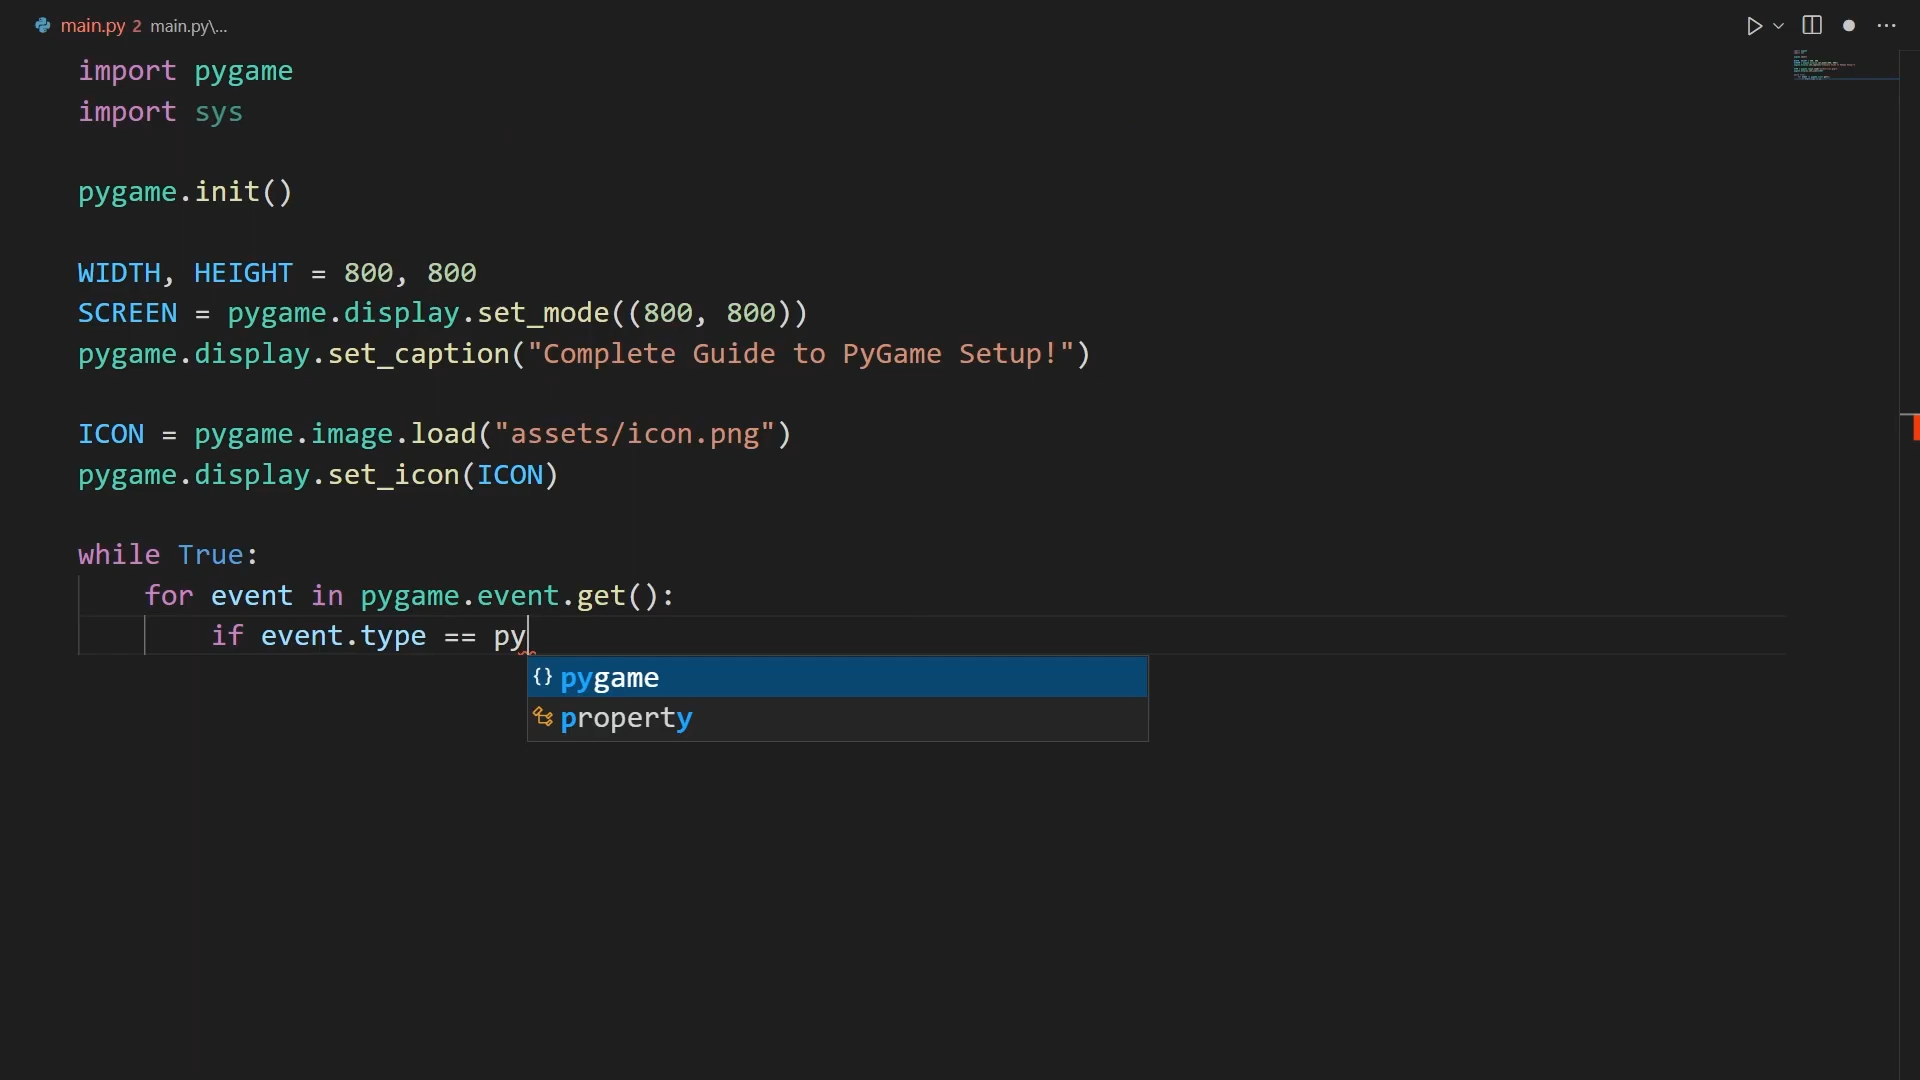 main.py 2 main.py\...
import pygame
import sys
pygame.init()
WIDTH, HEIGHT = 800, 800
SCREEN = pygame.display.set_mode((800, 800))
pygame.display.set_caption("Complete Guide to PyGame Setup!")
ICON = pygame.image.load("assets/icon.png")
pygame.display.set_icon(ICON)
while True:
    for event in pygame.event.get():
        if event.type == py
{} pygame
property